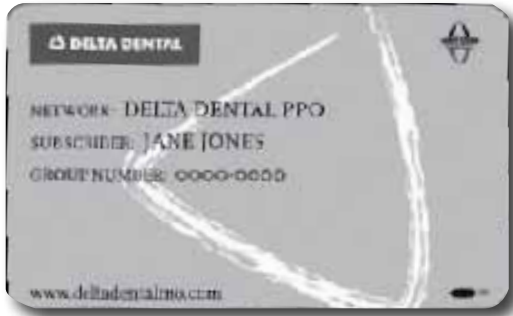 DELTA DENTAL
NETWORK: DELTA DENTAL PPO
SUBSCRIBER: JANE JONES
GROUP NUMBER: 0000-0000
www.deltadentalmo.com